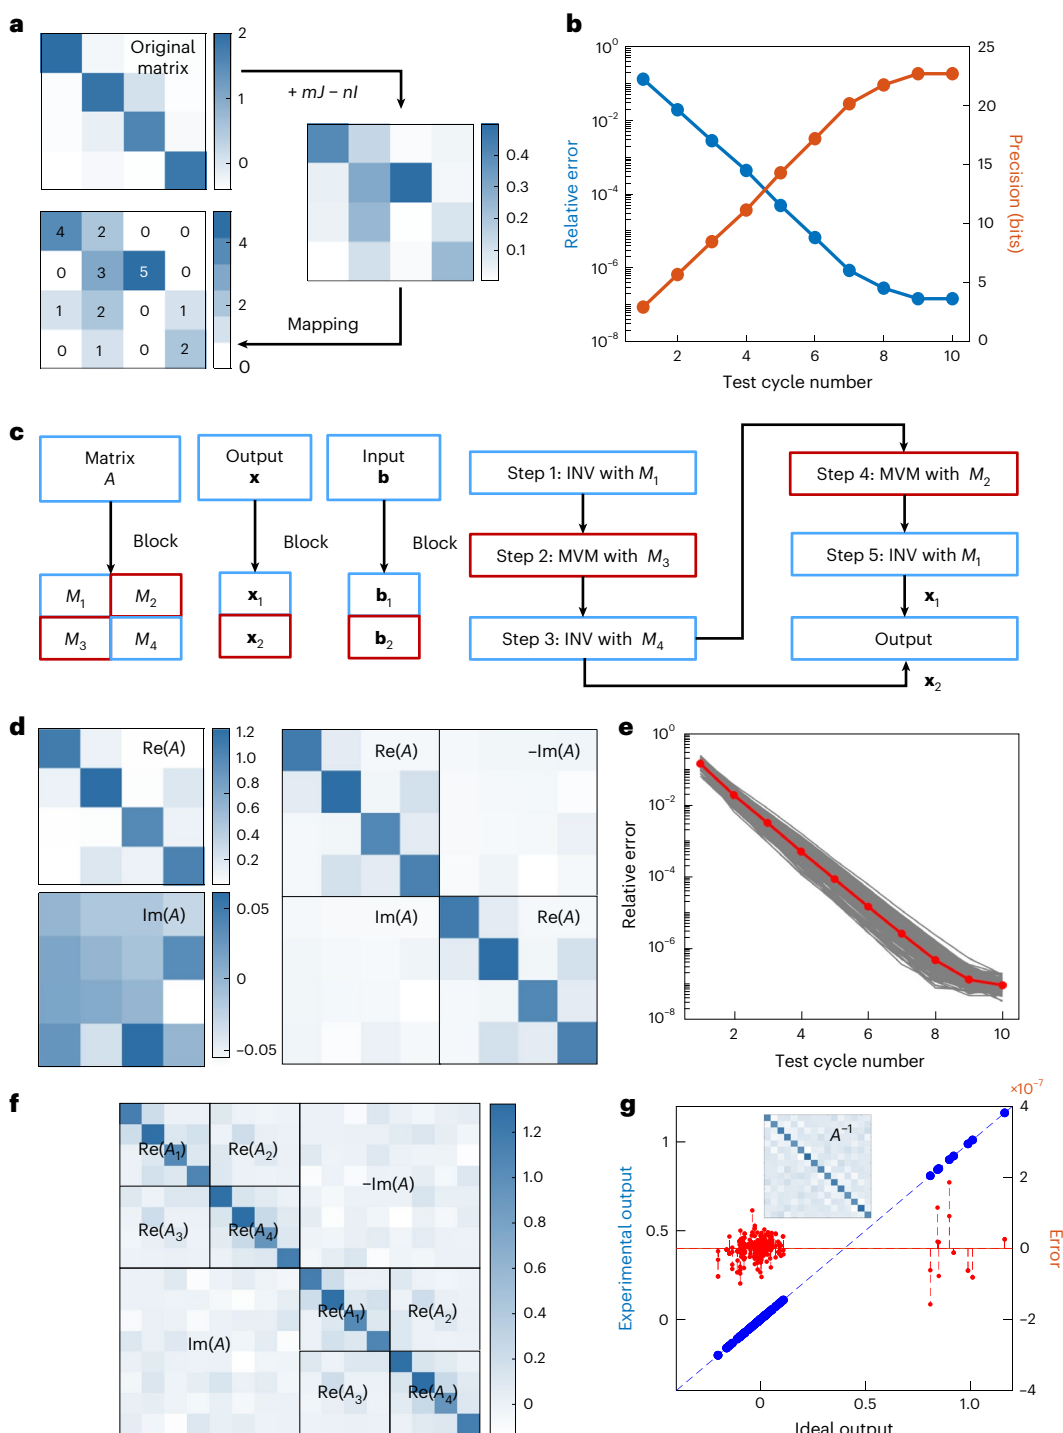 a
Original
matrix
2
1
0
+ mJ − nI
0.4
0.3
0.2
0.1
4 2 0 0
0 3 5 0
1 2 0 1
0 1 0 2
4
2
0
Mapping
b
10⁰
10⁻²
10⁻⁴
10⁻⁶
10⁻⁸
Relative error
25
20
15
10
5
0
Precision (bits)
2 4 6 8 10
Test cycle number
c
Matrix
A
Block
M₁ M₂
M₃ M₄
Output
x
Block
x₁
x₂
Input
b
Block
b₁
b₂
Step 1: INV with M₁
Step 2: MVM with M₃
Step 3: INV with M₄
Step 4: MVM with M₂
Step 5: INV with M₁
x₁
Output
x₂
d
Re(A)
1.2
1.0
0.8
0.6
0.4
0.2
Im(A)
0.05
0
−0.05
Re(A) −Im(A)
Im(A) Re(A)
e
10⁰
10⁻²
10⁻⁴
10⁻⁶
10⁻⁸
Relative error
2 4 6 8 10
Test cycle number
f
Re(A₁) Re(A₂)
−Im(A)
Re(A₃) Re(A₄)
Re(A₁) Re(A₂)
Im(A)
Re(A₃) Re(A₄)
1.2
1.0
0.8
0.6
0.4
0.2
0
g
×10⁻⁷
A⁻¹
1
0.5
0
Experimental output
4
2
0
−2
−4
Error
0 0.5 1.0
Ideal output